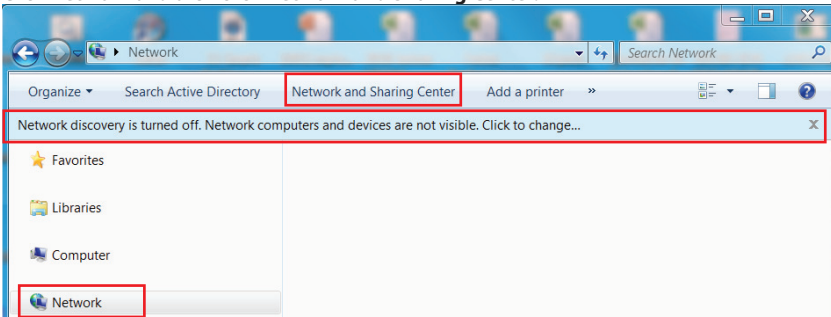 Network
Search Network
Organize Search Active Directory Network and Sharing Center Add a printer »
Network discovery is turned off. Network computers and devices are not visible. Click to change... x
Favorites
Libraries
Computer
Network